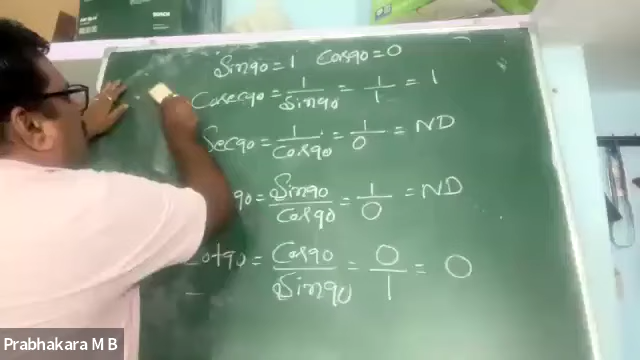 Sin90 = 1 Cos90 = 0
Cosec90 = 1/Sin90 = 1/1 = 1
Sec90 = 1/Cos90 = 1/0 = ND
90 = Sin90/Cos90 = 1/0 = ND
Cot90 = Cos90/Sin90 = 0/1 = 0
Prabhakara M B